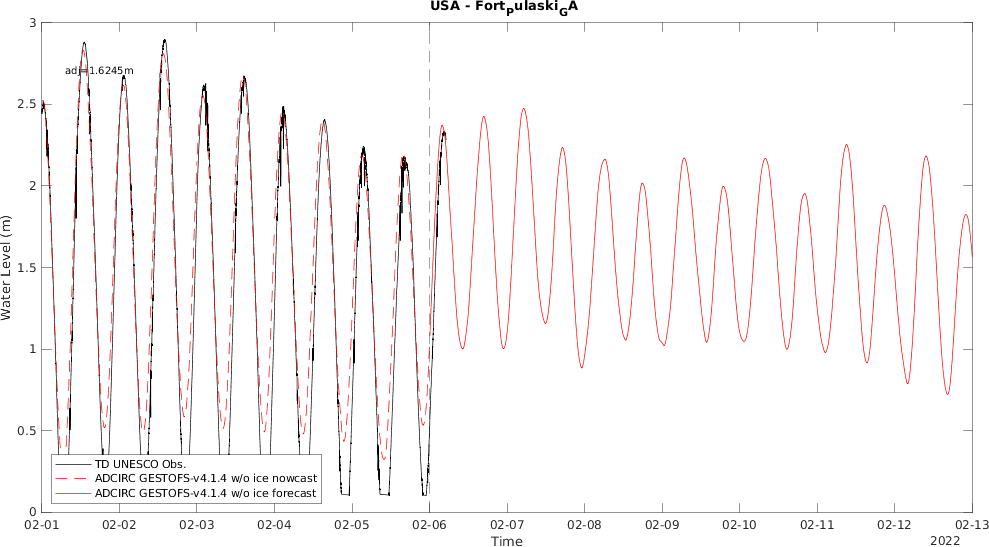 USA - Fort_Pulaski_GA
3
2.5
2
1.5
1
0.5
0
Water Level (m)
adj=1.6245m
TD UNESCO Obs.
ADCIRC GESTOFS-v4.1.4 w/o ice nowcast
ADCIRC GESTOFS-v4.1.4 w/o ice forecast
02-01 02-02 02-03 02-04 02-05 02-06 02-07 02-08 02-09 02-10 02-11 02-12 02-13
Time
2022